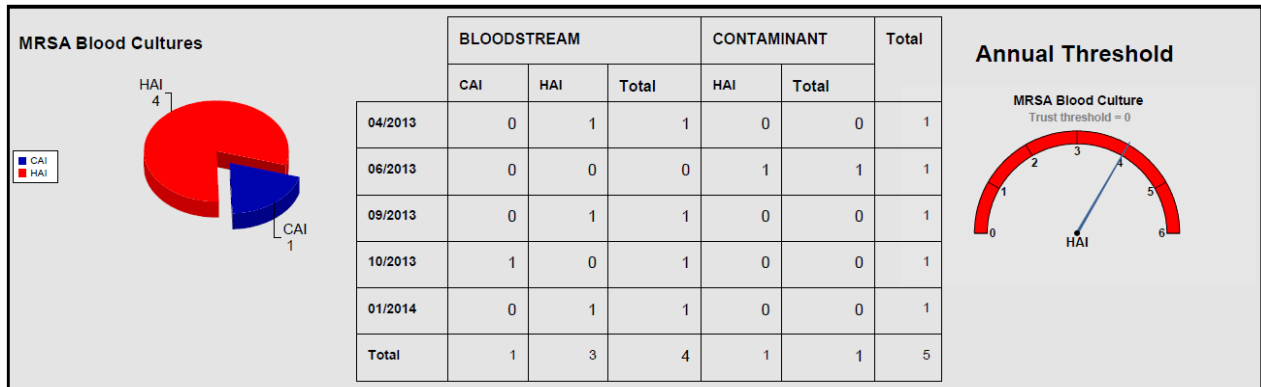 MRSA Blood Cultures
HAI
4
CAI
HAI
CAI
1
BLOODSTREAM CONTAMINANT Total
CAI HAI Total HAI Total
04/2013 0 1 1 0 0 1
06/2013 0 0 0 1 1 1
09/2013 0 1 1 0 0 1
10/2013 1 0 1 0 0 1
01/2014 0 1 1 0 0 1
Total 1 3 4 1 1 5
Annual Threshold
MRSA Blood Culture
Trust threshold = 0
0 1 2 3 4 5 6
HAI